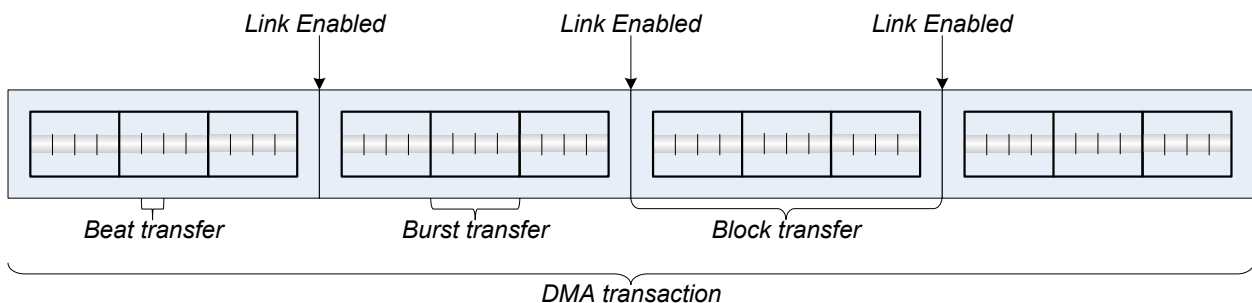 Link Enabled Link Enabled Link Enabled
Beat transfer Burst transfer Block transfer
DMA transaction